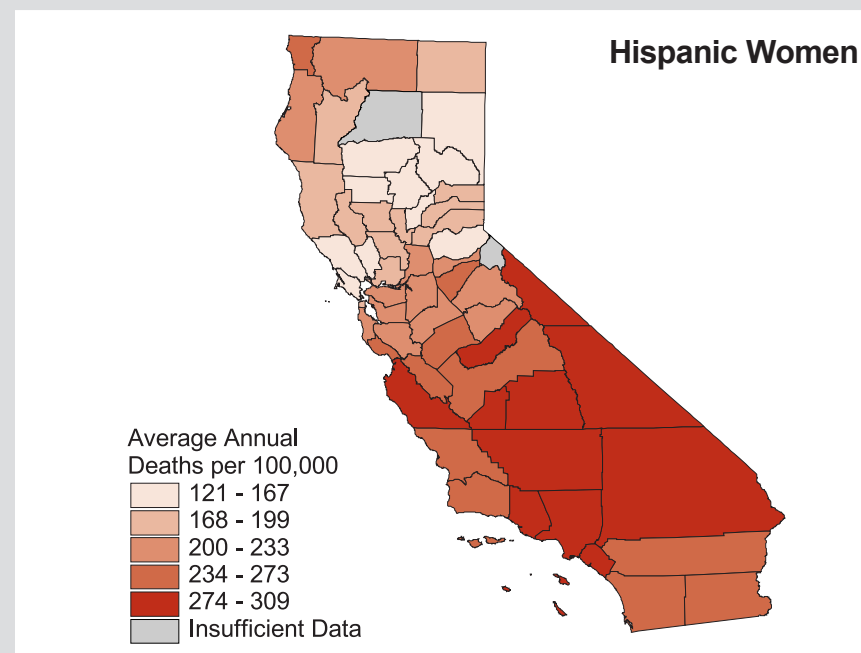 Hispanic Women
Average Annual
Deaths per 100,000
121 - 167
168 - 199
200 - 233
234 - 273
274 - 309
Insufficient Data